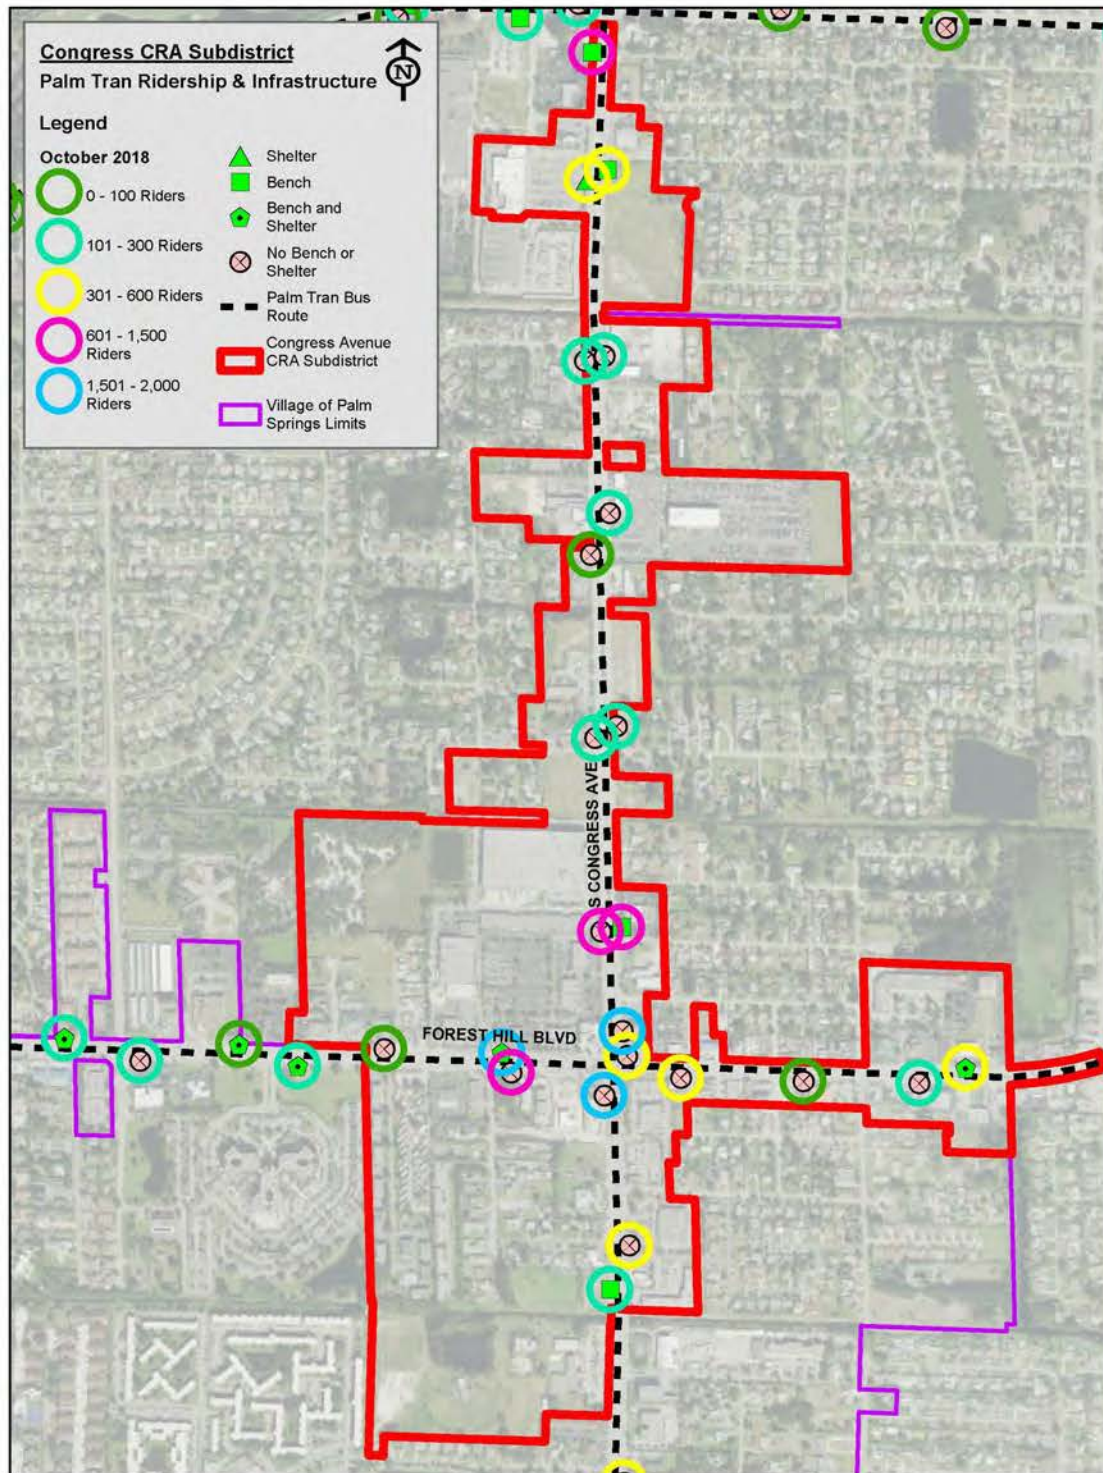 Congress CRA Subdistrict
Palm Tran Ridership & Infrastructure
N
Legend
October 2018
0 - 100 Riders
101 - 300 Riders
301 - 600 Riders
601 - 1,500
Riders
1,501 - 2,000
Riders
Shelter
Bench
Bench and
Shelter
No Bench or
Shelter
Palm Tran Bus
Route
Congress Avenue
CRA Subdistrict
Village of Palm
Springs Limits
S CONGRESS AVE
FOREST HILL BLVD